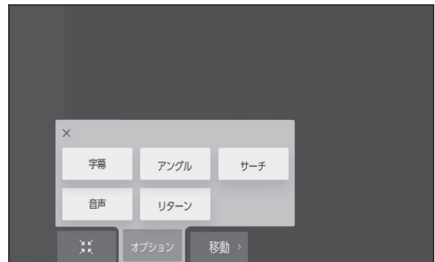 ×
字幕 アングル サーチ
音声 リターン
オプション 移動 ›